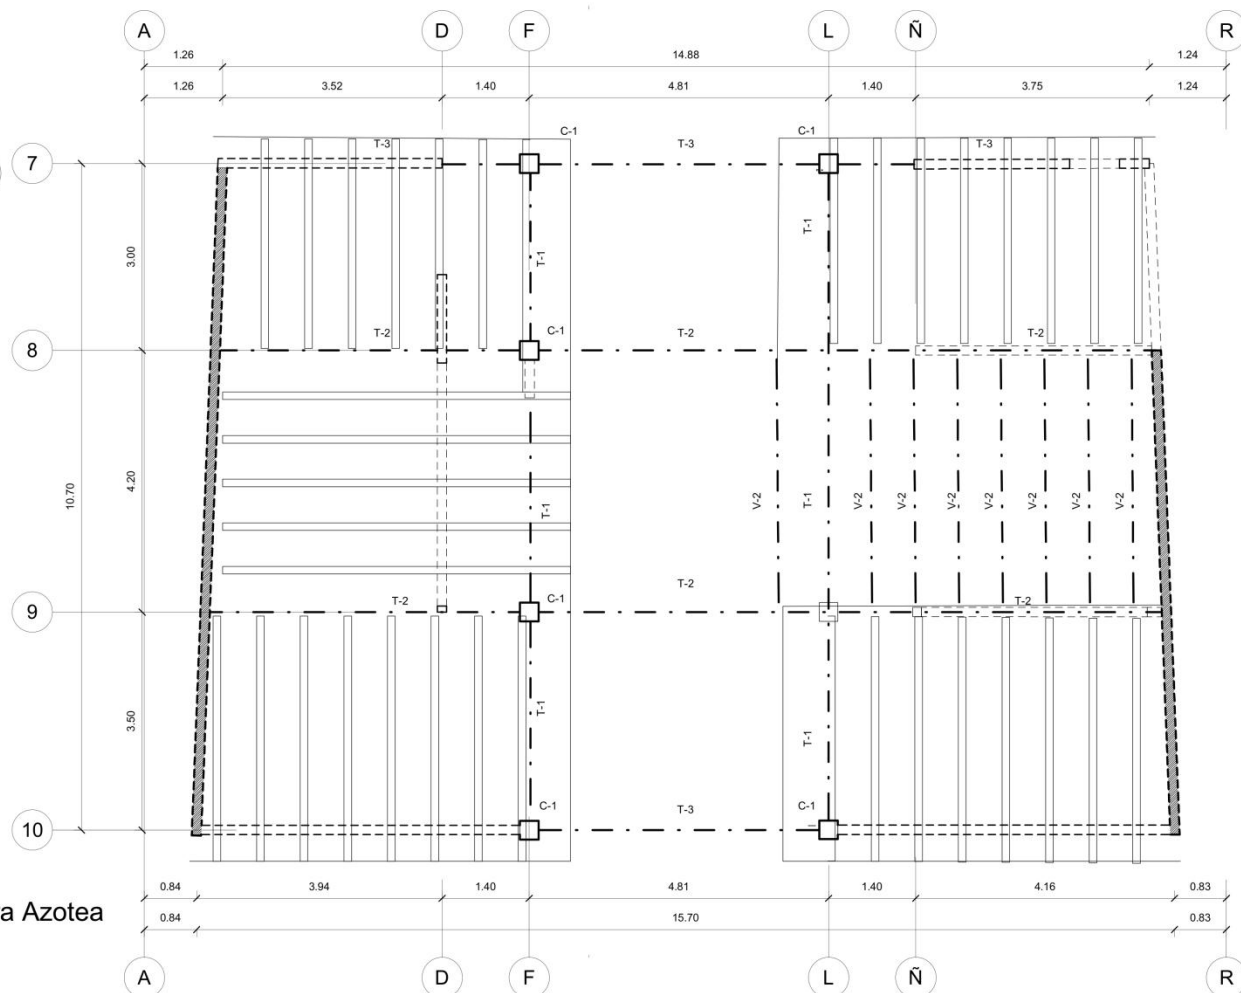 A D F L Ñ R
1.26 14.88 1.24
1.26 3.52 1.40 4.81 1.40 3.75 1.24
C-1 C-1
T-3 T-3 T-3
7
T-1 T-1
3.00
T-2 C-1 T-2 T-2
8
10.70 4.20
T-1 V-2 T-1 V-2 V-2 V-2 V-2 V-2 V-2 V-2
T-2 C-1 T-2 T-2
9
3.50
T-1 T-1
C-1 T-3 C-1
10
0.84 3.94 1.40 4.81 1.40 4.16 0.83
a Azotea
0.84 15.70 0.83
A D F L Ñ R